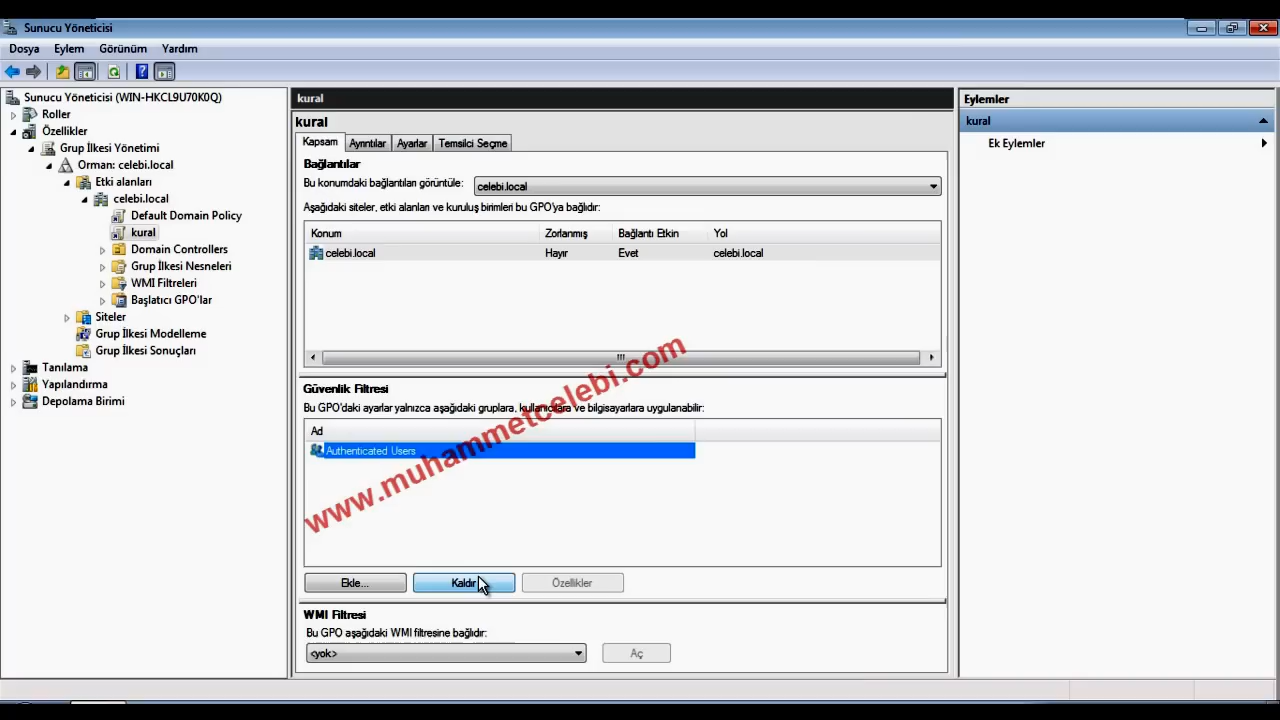 Sunucu Yöneticisi
Dosya Eylem Görünüm Yardım
Sunucu Yöneticisi (WIN-HKCL9U70K0Q)
Roller
Özellikler
Grup İlkesi Yönetimi
Orman: celebi.local
Etki alanları
celebi.local
Default Domain Policy
kural
Domain Controllers
Grup İlkesi Nesneleri
WMI Filtreleri
Başlatıcı GPO'lar
Siteler
Grup İlkesi Modelleme
Grup İlkesi Sonuçları
Tanılama
Yapılandırma
Depolama Birimi
kural
kural
Kapsam Ayrıntılar Ayarlar Temsilci Seçme
Bağlantılar
Bu konumdaki bağlantıları görüntüle: celebi.local
Aşağıdaki siteler, etki alanları ve kuruluş birimleri bu GPO'ya bağlıdır:
Konum Zorlanmış Bağlantı Etkin Yol
celebi.local Hayır Evet celebi.local
Güvenlik Filtresi
Bu GPO'daki ayarlar yalnızca aşağıdaki gruplara, kullanıcılara ve bilgisayarlara uygulanabilir:
Ad
Authenticated Users
www.muhammetcelebi.com
Ekle... Kaldır Özellikler
WMI Filtresi
Bu GPO aşağıdaki WMI filtresine bağlıdır:
<yok> Aç
Eylemler
kural
Ek Eylemler